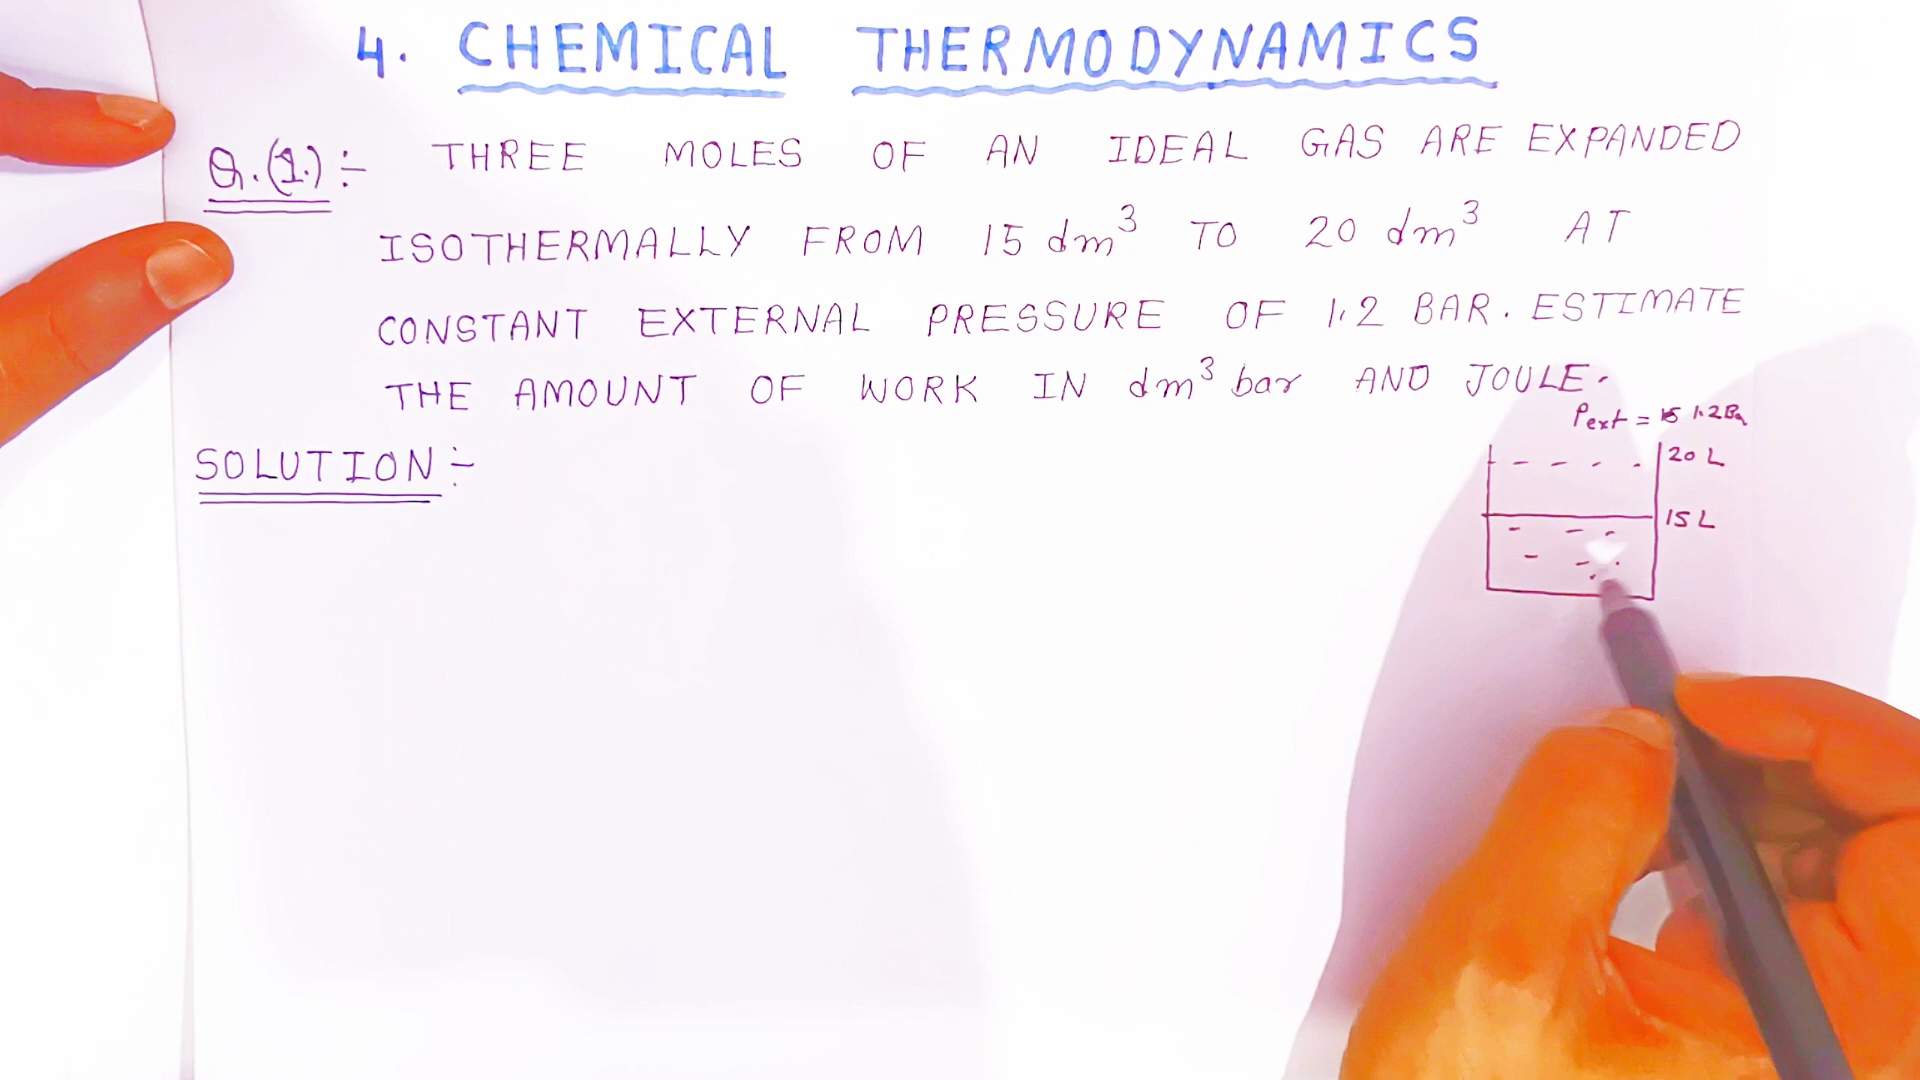 4. CHEMICAL THERMODYNAMICS
Q.(1.) :- THREE MOLES OF AN IDEAL GAS ARE EXPANDED
ISOTHERMALLY FROM 15 dm³ TO 20 dm³ AT
CONSTANT EXTERNAL PRESSURE OF 1.2 BAR. ESTIMATE
THE AMOUNT OF WORK IN dm³ bar AND JOULE.
SOLUTION :-
Pext = 1.2
20 L
15 L